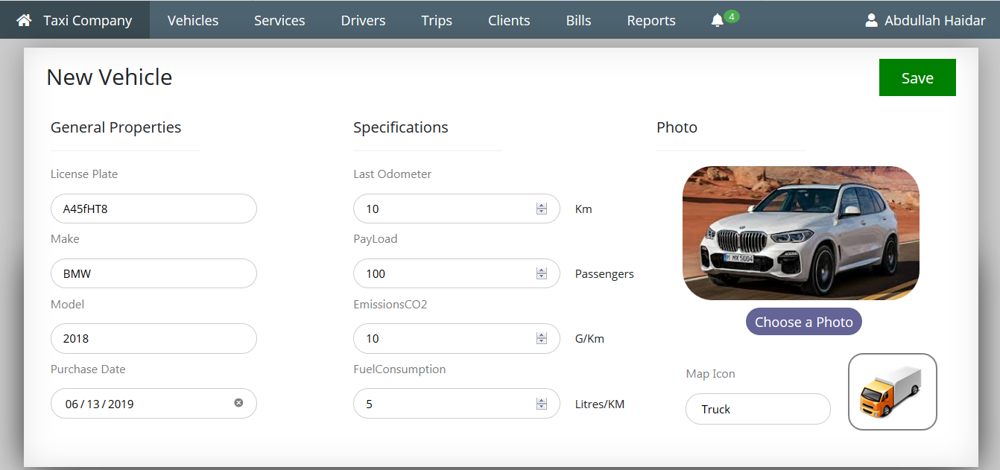 Taxi Company Vehicles Services Drivers Trips Clients Bills Reports 4 Abdullah Haidar
New Vehicle
Save
General Properties
License Plate
A45fHT8
Make
BMW
Model
2018
Purchase Date
06 / 13 / 2019
Specifications
Last Odometer
10 Km
PayLoad
100 Passengers
EmissionsCO2
10 G/Km
FuelConsumption
5 Litres/KM
Photo
M MX 5004
Choose a Photo
Map Icon
Truck